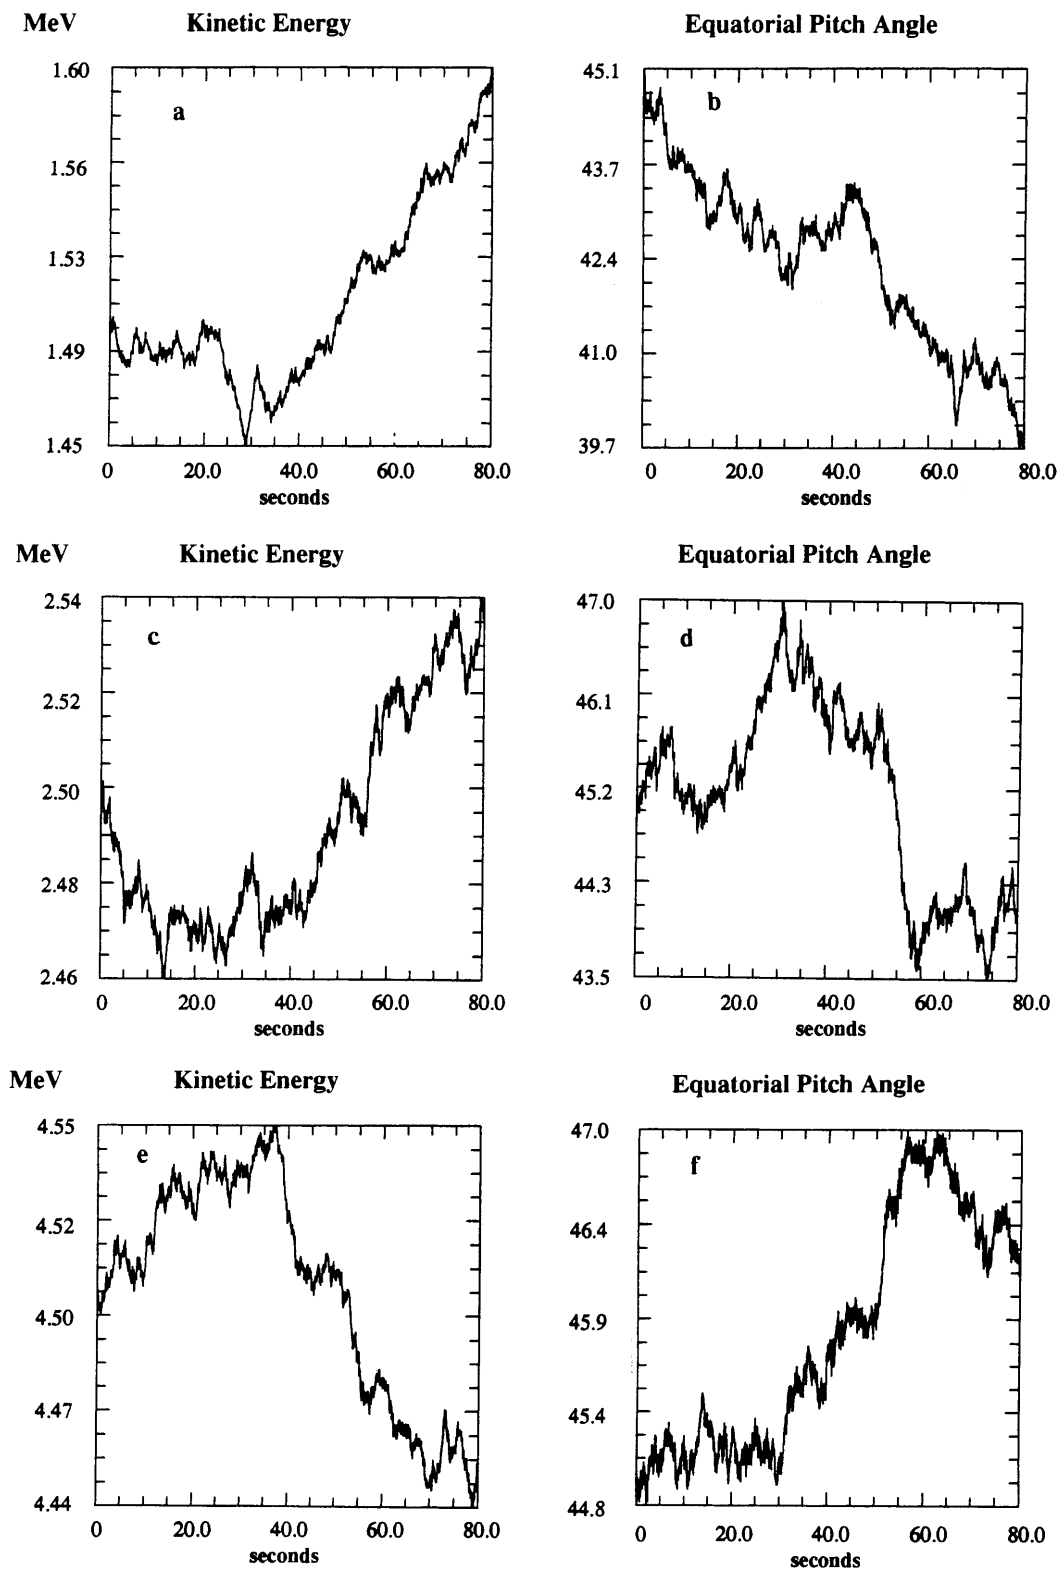 MeV Kinetic Energy Equatorial Pitch Angle
1.60 45.1
a b
1.56 43.7
1.53 42.4
1.49 41.0
1.45 39.7
0 20.0 40.0 60.0 80.0 0 20.0 40.0 60.0 80.0
seconds seconds
MeV Kinetic Energy Equatorial Pitch Angle
2.54 47.0
c d
2.52 46.1
2.50 45.2
2.48 44.3
2.46 43.5
0 20.0 40.0 60.0 80.0 0 20.0 40.0 60.0 80.0
seconds seconds
MeV Kinetic Energy Equatorial Pitch Angle
4.55 47.0
e f
4.52 46.4
4.50 45.9
4.47 45.4
4.44 44.8
0 20.0 40.0 60.0 80.0 0 20.0 40.0 60.0 80.0
seconds seconds